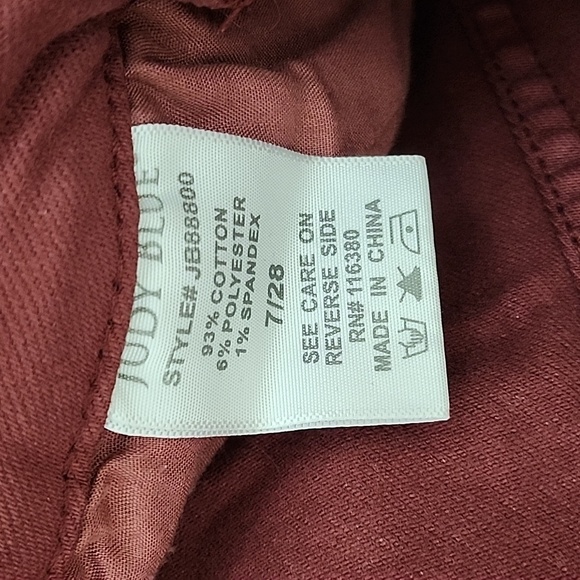 JUDY BLUE
STYLE# JB88800
93% COTTON
6% POLYESTER
1% SPANDEX
7/28
SEE CARE ON
REVERSE SIDE
RN# 116380
MADE IN CHINA